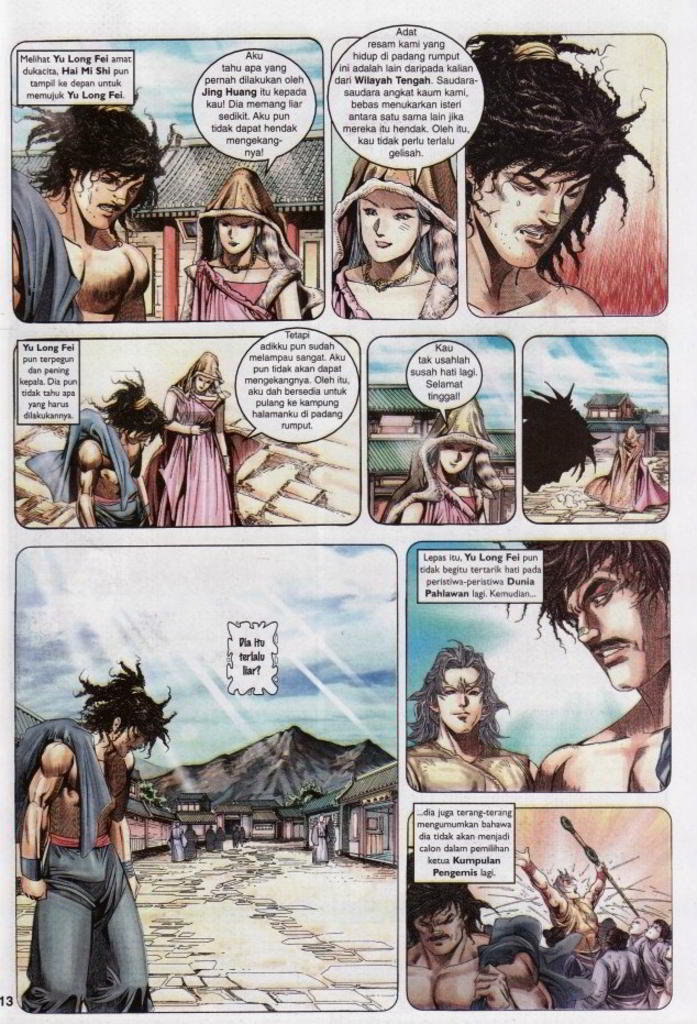 Melihat Yu Long Fei amat
dukacita, Hai Mi Shi pun
tampil ke depan untuk
memujuk Yu Long Fei.
Aku
tahu apa yang
pernah dilakukan oleh
Jing Huang itu kepada
kau! Dia memang liar
sedikit. Aku pun
tidak dapat hendak
mengekang-
nya!
Adat
resam kami yang
hidup di padang rumput
ini adalah lain daripada kalian
dari Wilayah Tengah. Saudara-
saudara angkat kaum kami,
bebas menukarkan isteri
antara satu sama lain jika
mereka itu hendak. Oleh itu,
kau tidak perlu terlalu
gelisah.
Yu Long Fei
pun terpegun
dan pening
kepala. Dia pun
tidak tahu apa
yang harus
dilakukannya.
Tetapi
adikku pun sudah
melampau sangat. Aku
pun tidak akan dapat
mengekangnya. Oleh itu,
aku dah bersedia untuk
pulang ke kampung
halamanku di padang
rumput.
Kau
tak usahlah
susah hati lagi.
Selamat
tinggal!
Dia itu
terlalu
liar?
Lepas itu, Yu Long Fei pun
tidak begitu tertarik hati pada
peristiwa-peristiwa Dunia
Pahlawan lagi. Kemudian...
...dia juga terang-terang
mengumumkan bahawa
dia tidak akan menjadi
calon dalam pemilihan
ketua Kumpulan
Pengemis lagi.
13